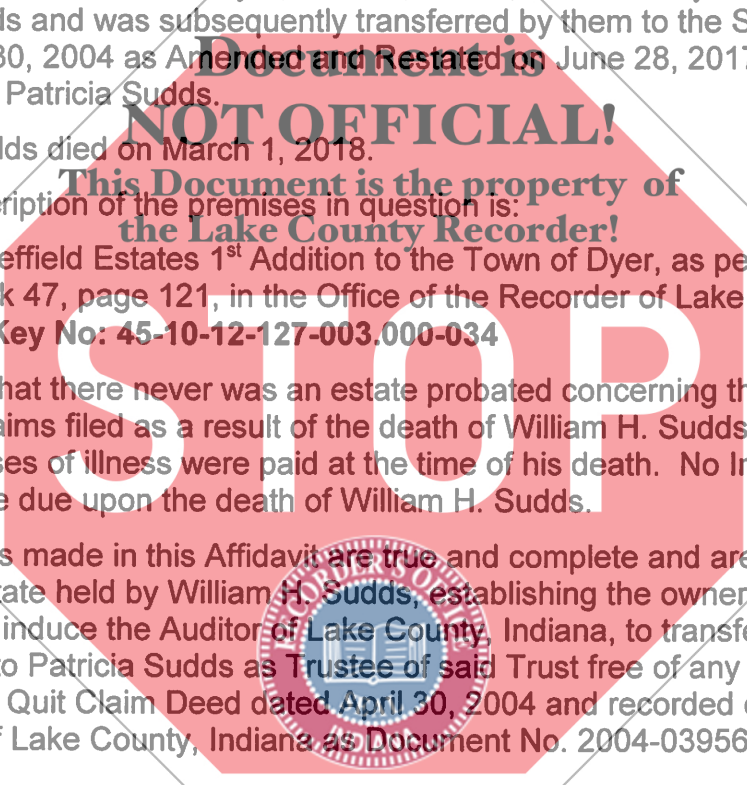 ds and was subsequently transferred by them to the S
30, 2004 as Amended and Restated on June 28, 2017
Document is
Patricia Sudds.
NOT OFFICIAL!
lds died on March 1, 2018.
This Document is the property of
ription of the premises in question is:
the Lake County Recorder!
effield Estates 1st Addition to the Town of Dyer, as pe
k 47, page 121, in the Office of the Recorder of Lake
Key No: 45-10-12-127-003.000-034
STOP
hat there never was an estate probated concerning th
aims filed as a result of the death of William H. Sudds
ses of illness were paid at the time of his death. No In
e due upon the death of William H. Sudds.
s made in this Affidavit are true and complete and are
tate held by William H. Sudds, establishing the owner
induce the Auditor of Lake County, Indiana, to transfe
to Patricia Sudds as Trustee of said Trust free of any
Quit Claim Deed dated April 30, 2004 and recorded
f Lake County, Indiana as Document No. 2004-03956
RECORDER'S OFFICE